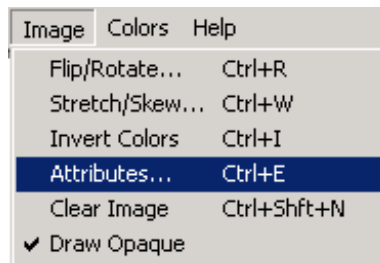 Image Colors Help
Flip/Rotate... Ctrl+R
Stretch/Skew... Ctrl+W
Invert Colors Ctrl+I
Attributes... Ctrl+E
Clear Image Ctrl+Shft+N
✔ Draw Opaque